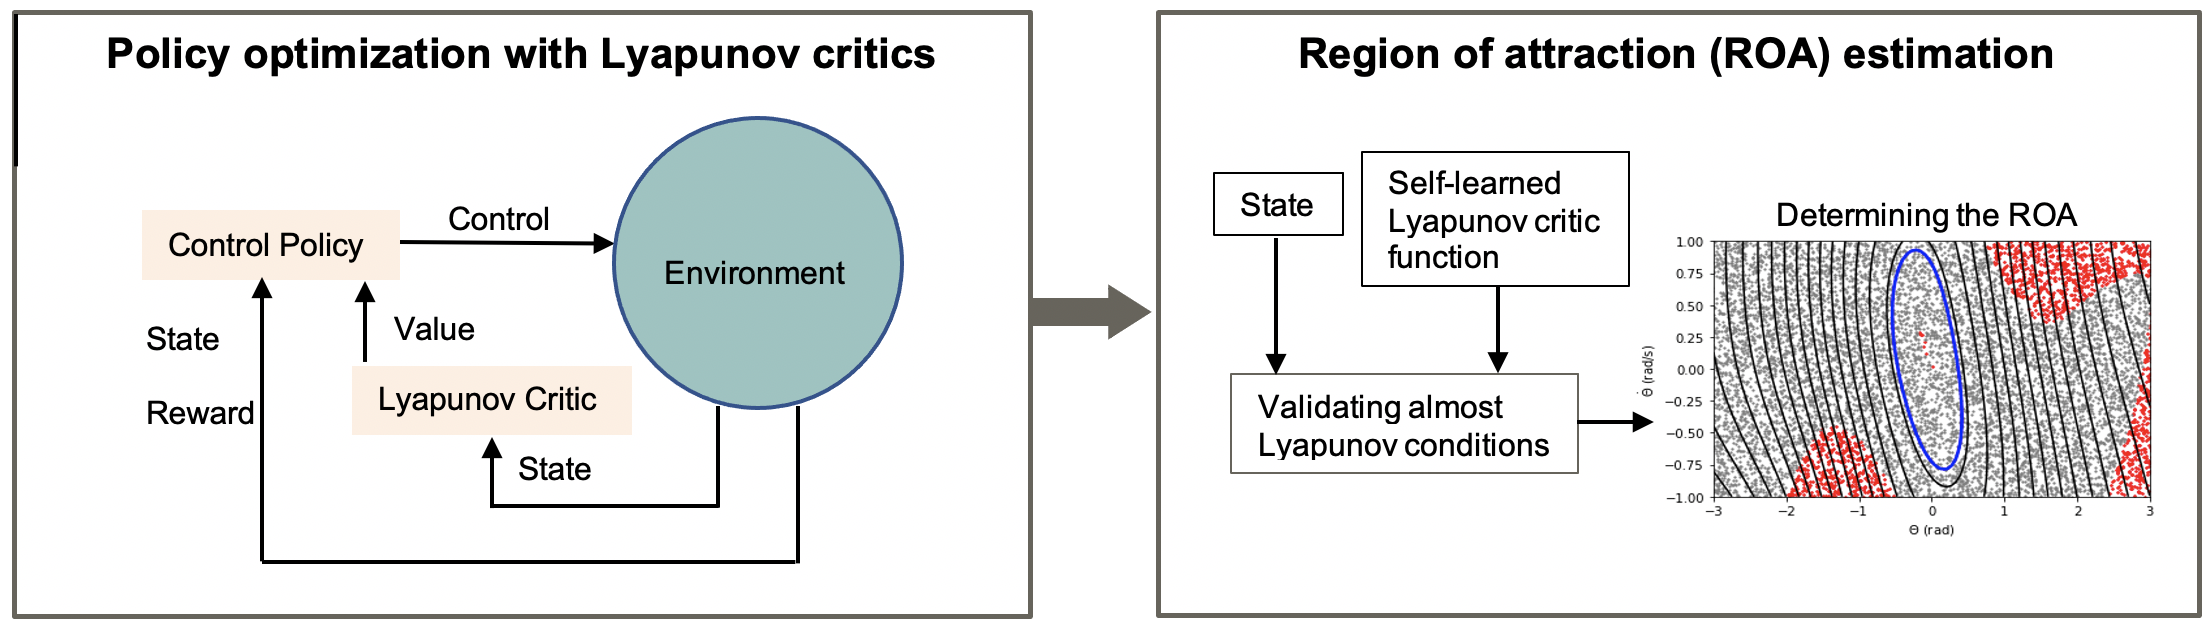 Policy optimization with Lyapunov critics
Control Policy
Control
Environment
State
Reward
Value
Lyapunov Critic
State
Region of attraction (ROA) estimation
State
Self-learned
Lyapunov critic
function
Validating almost
Lyapunov conditions
Determining the ROA
1.00
0.75
0.50
0.25
0.00
−0.25
−0.50
−0.75
−1.00
Θ̇ (rad/s)
−3 −2 −1 0 1 2 3
Θ (rad)